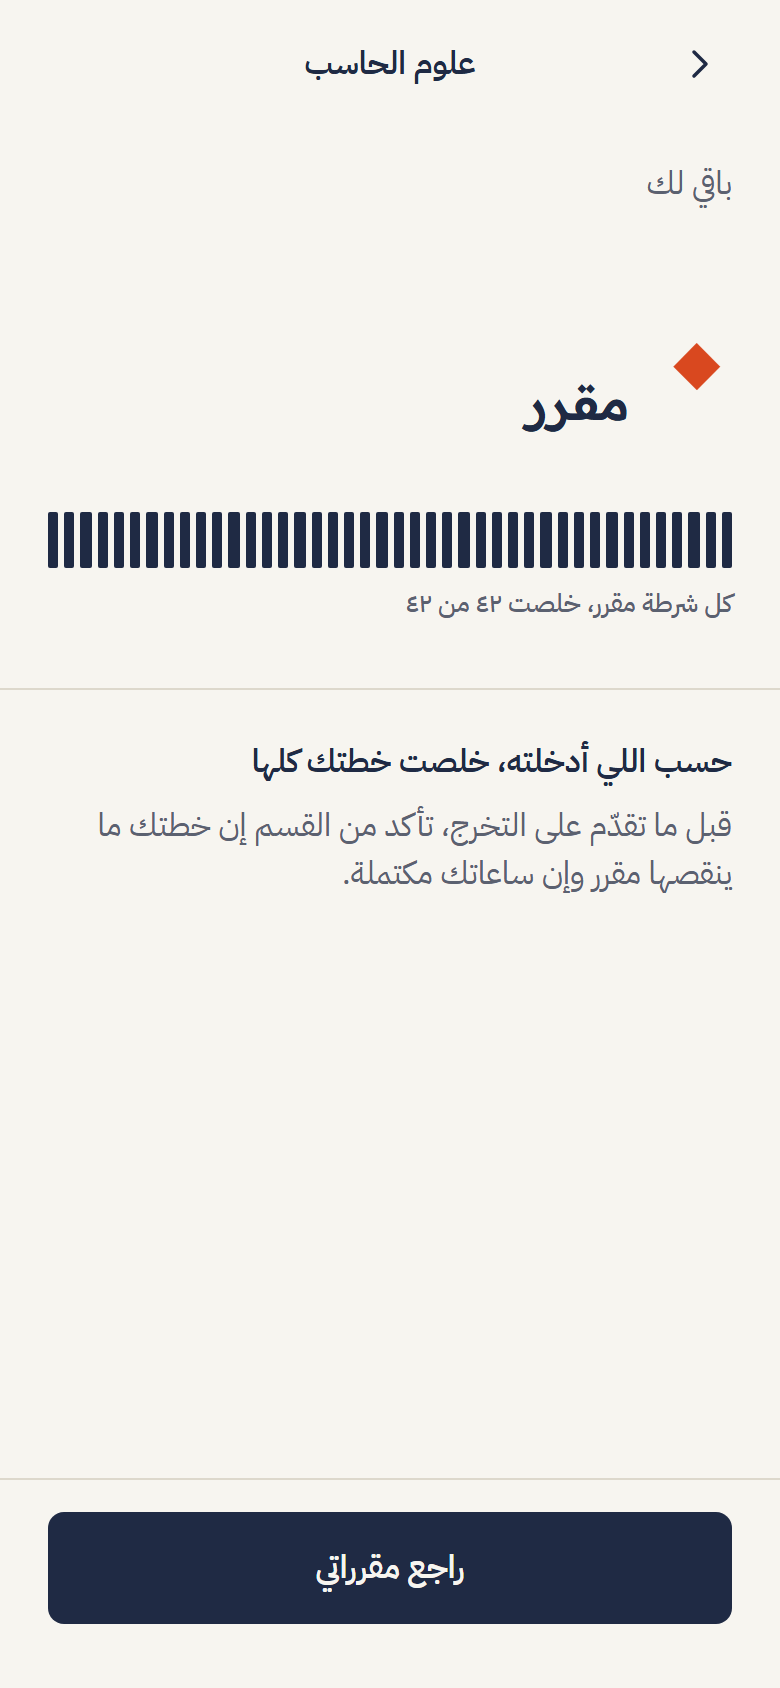 علوم الحاسب
باقي لك
٠ مقرر
كل شرطة مقرر، خلصت ٤٢ من ٤٢
حسب اللي أدخلته، خلصت خطتك كلها
قبل ما تقدّم على التخرج، تأكد من القسم إن خطتك ما
ينقصها مقرر وإن ساعاتك مكتملة.
راجع مقرراتي